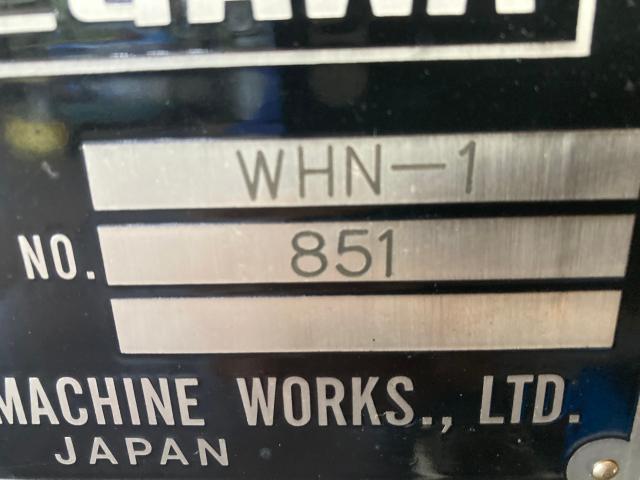 WHN-1
NO. 851
MACHINE WORKS., LTD.
JAPAN